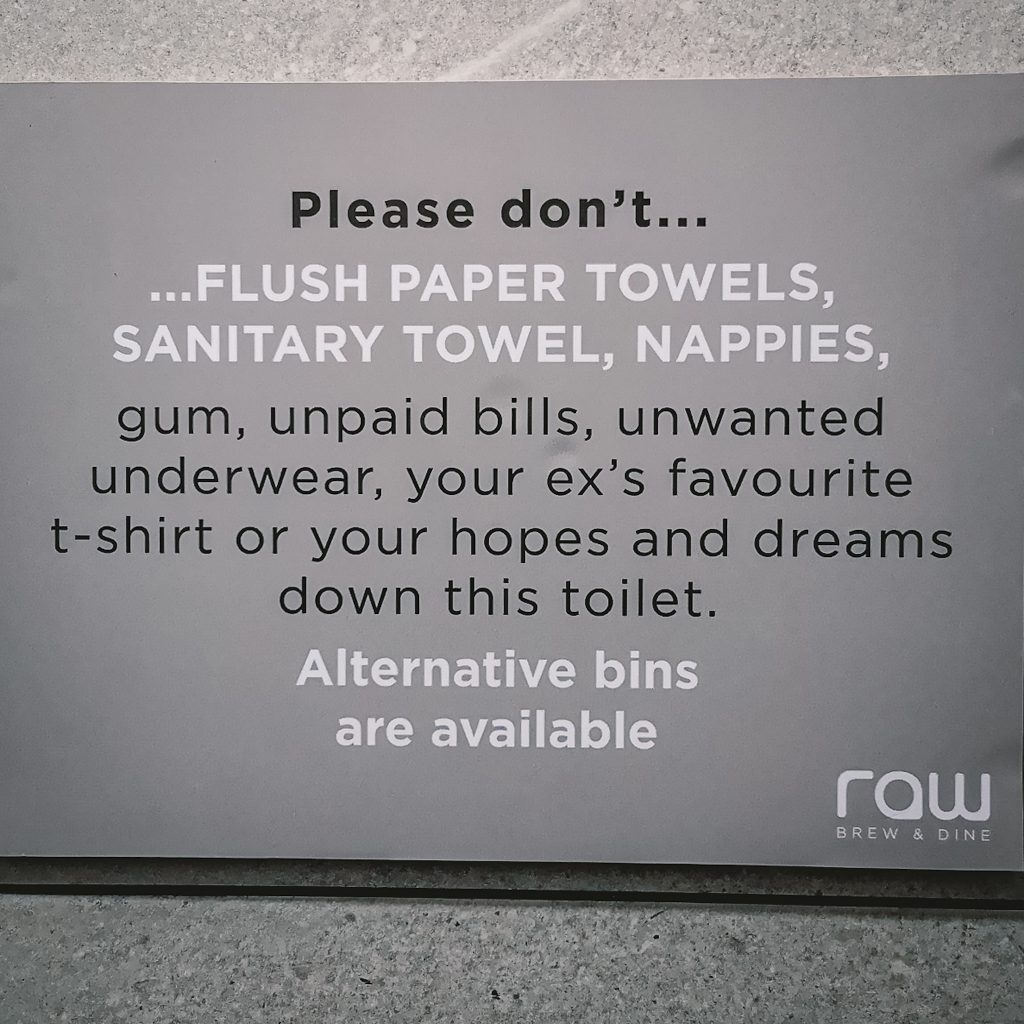 Please don't...
...FLUSH PAPER TOWELS,
SANITARY TOWEL, NAPPIES,
gum, unpaid bills, unwanted
underwear, your ex's favourite
t-shirt or your hopes and dreams
down this toilet.
Alternative bins
are available
raw
BREW & DINE